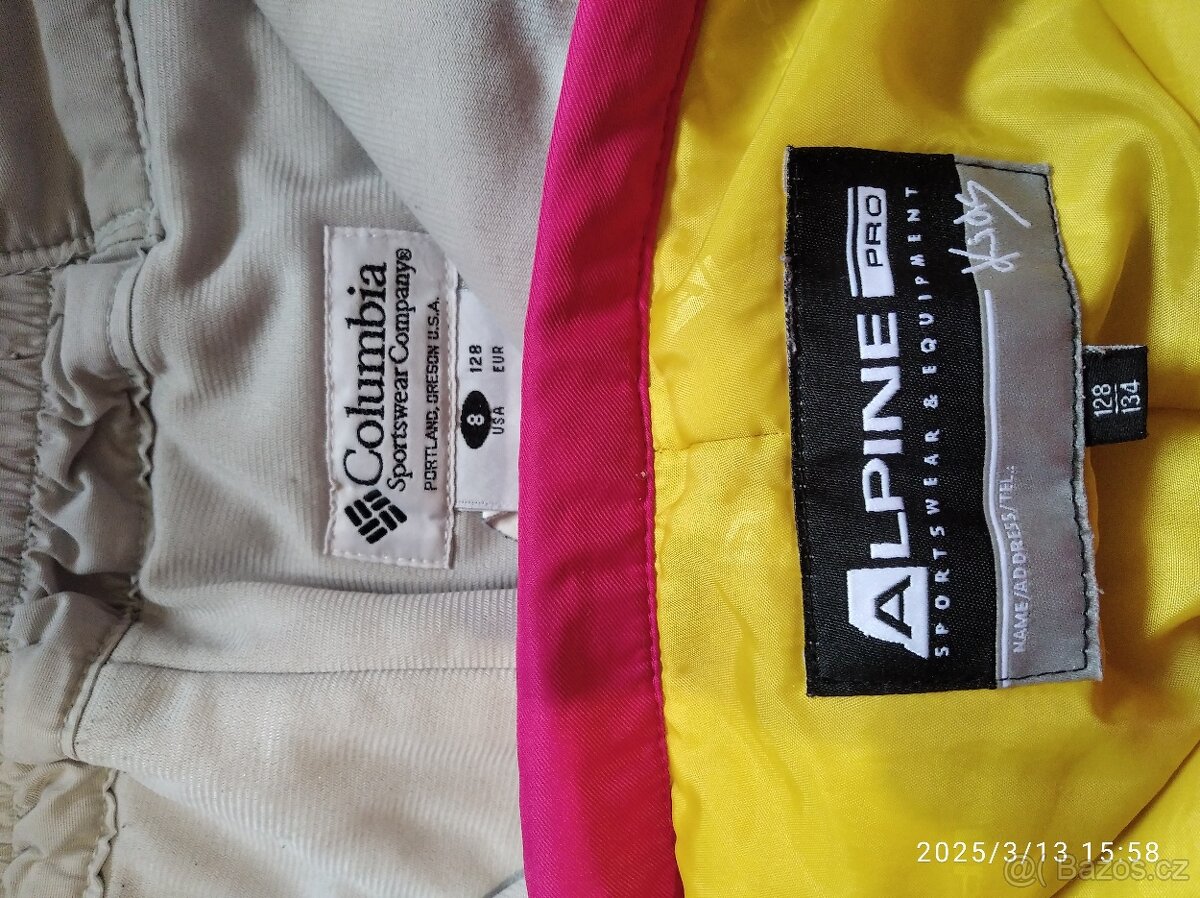 Columbia
Sportswear Company®
PORTLAND, OREGON U.S.A.
8 128
USA EUR
ALPINE PRO
SPORTSWEAR & EQUIPMENT
NAME/ADDRESS/TEL.:
128
134
2025/3/13 15:58
@( Bazoš.cz